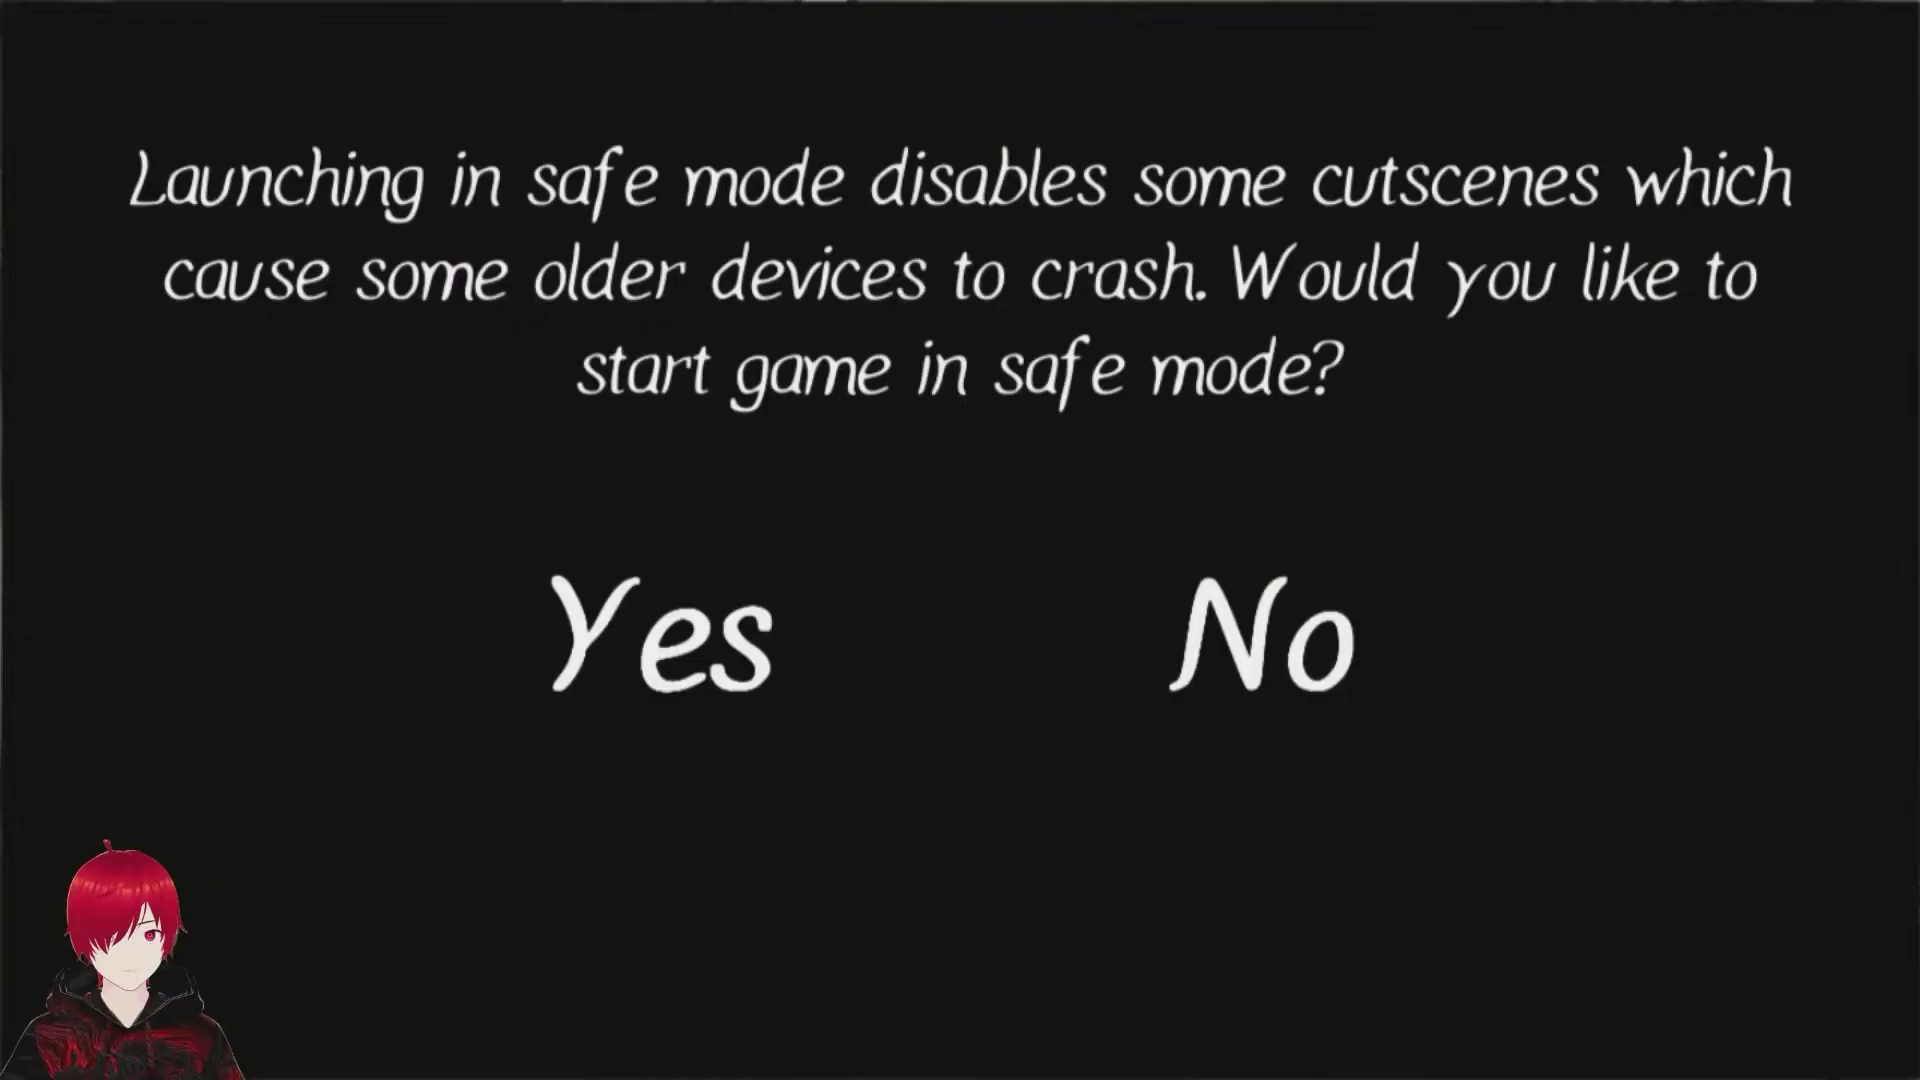 Launching in safe mode disables some cutscenes which
cause some older devices to crash. Would you like to
start game in safe mode?
Yes No